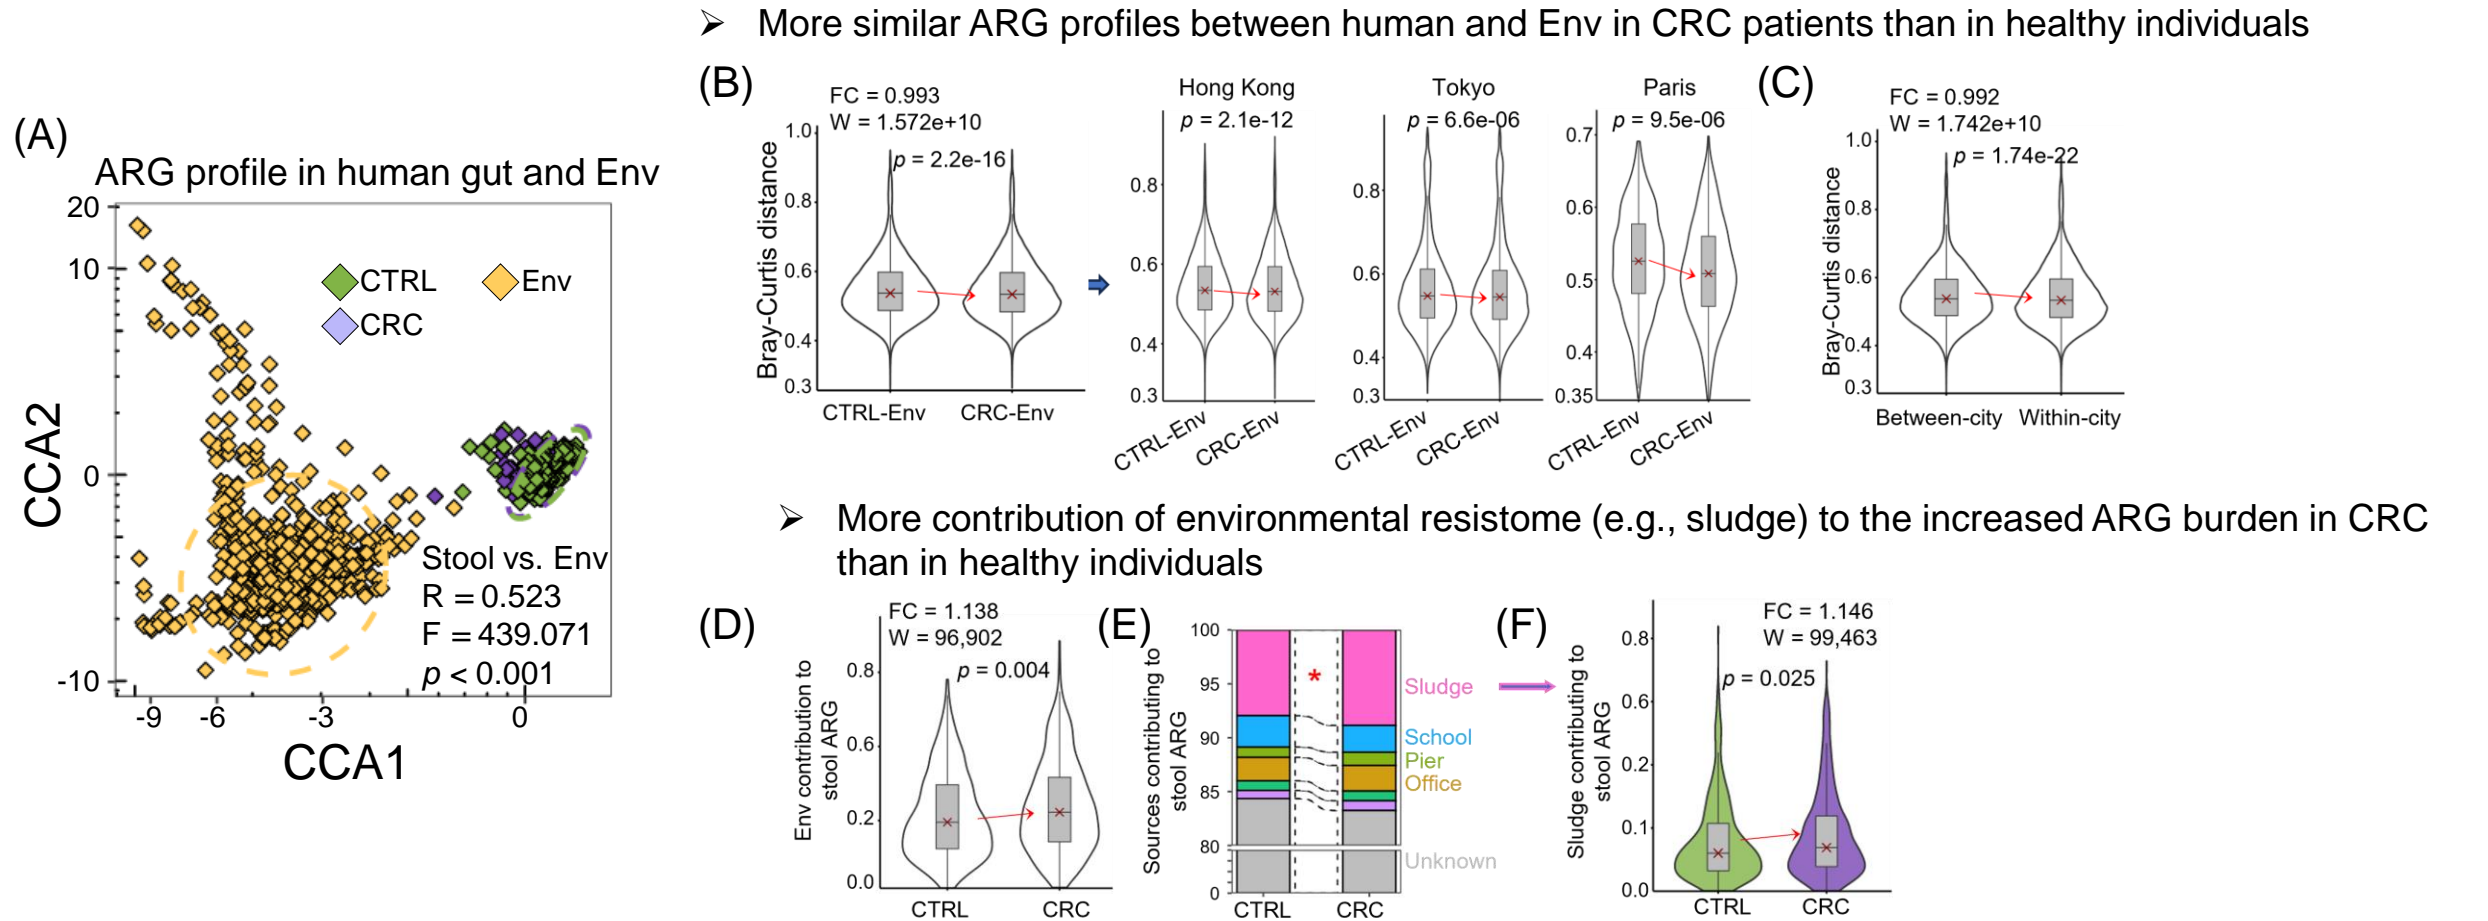 ➢ More similar ARG profiles between human and Env in CRC patients than in healthy individuals
(A)
ARG profile in human gut and Env
20
10
0
-10
CCA2
CTRL
Env
CRC
Stool vs. Env
R = 0.523
F = 439.071
p < 0.001
-9 -6 -3 0
CCA1
(B)
FC = 0.993
W = 1.572e+10
p = 2.2e-16
Bray-Curtis distance
1.0
0.8
0.6
0.4
0.3
CTRL-Env CRC-Env
Hong Kong
p = 2.1e-12
0.8
0.6
0.4
0.3
CTRL-Env CRC-Env
Tokyo
p = 6.6e-06
0.8
0.6
0.4
0.3
CTRL-Env CRC-Env
Paris
p = 9.5e-06
0.7
0.6
0.5
0.4
0.35
CTRL-Env CRC-Env
(C)
FC = 0.992
W = 1.742e+10
p = 1.74e-22
Bray-Curtis distance
1.0
0.8
0.6
0.4
0.3
Between-city Within-city
➢ More contribution of environmental resistome (e.g., sludge) to the increased ARG burden in CRC
than in healthy individuals
(D)
FC = 1.138
W = 96,902
p = 0.004
Env contribution to
stool ARG
0.8
0.6
0.2
0.0
CTRL CRC
(E)
Sources contributing to
stool ARG
100
95
90
85
80
0
*
Sludge
School
Pier
Office
Unknown
CTRL CRC
(F)
FC = 1.146
W = 99,463
p = 0.025
Sludge contributing to
stool ARG
0.8
0.6
0.2
0.1
0.0
CTRL CRC